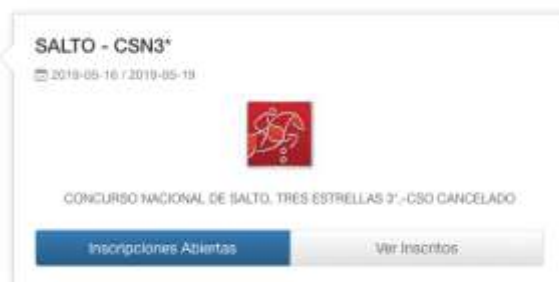 SALTO - CSN3*
2019-05-16 / 2019-05-19
CONCURSO NACIONAL DE SALTO, TRES ESTRELLAS 3*.-CSO CANCELADO
Inscripciones Abiertas
Ver Inscritos